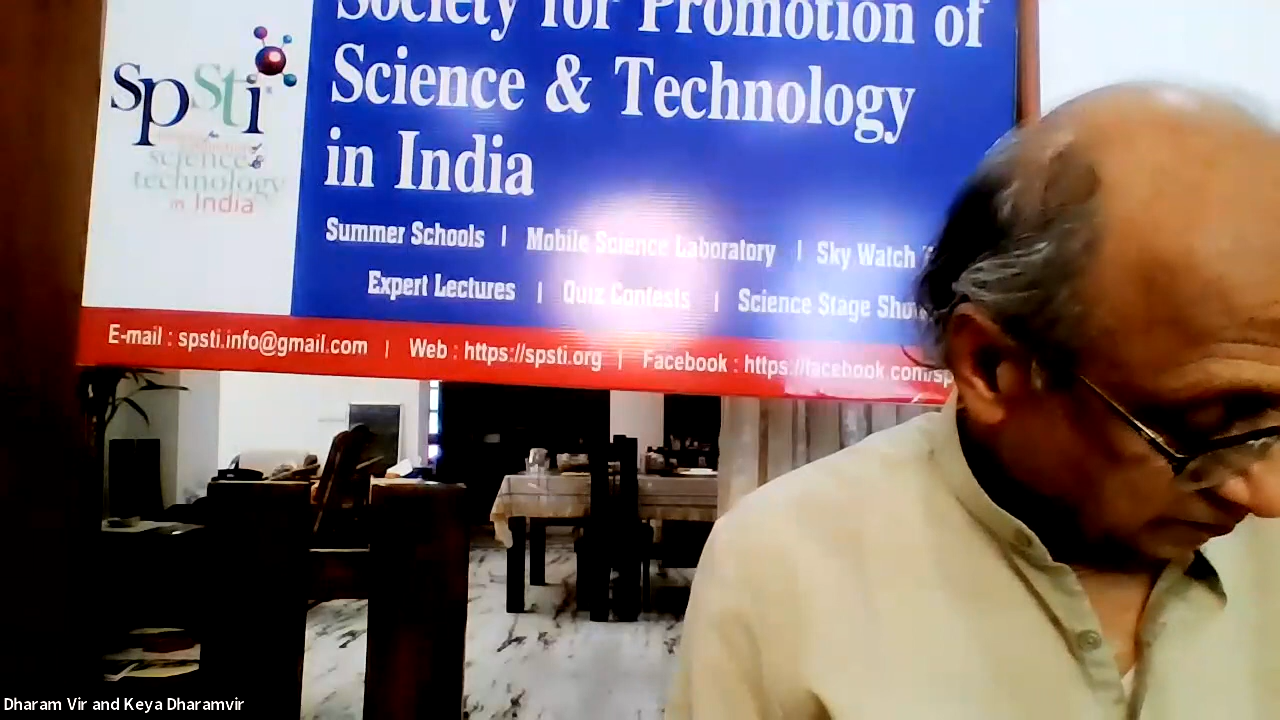 Society for Promotion of
Science & Technology
in India
spsti
science &
technology
in India
Summer Schools | Mobile Science Laboratory | Sky Watch
Expert Lectures | Quiz Contests | Science Stage
E-mail : spsti.info@gmail.com | Web : https://spsti.org | Facebook : https://facebook.com/sp
Dharam Vir and Keya Dharamvir